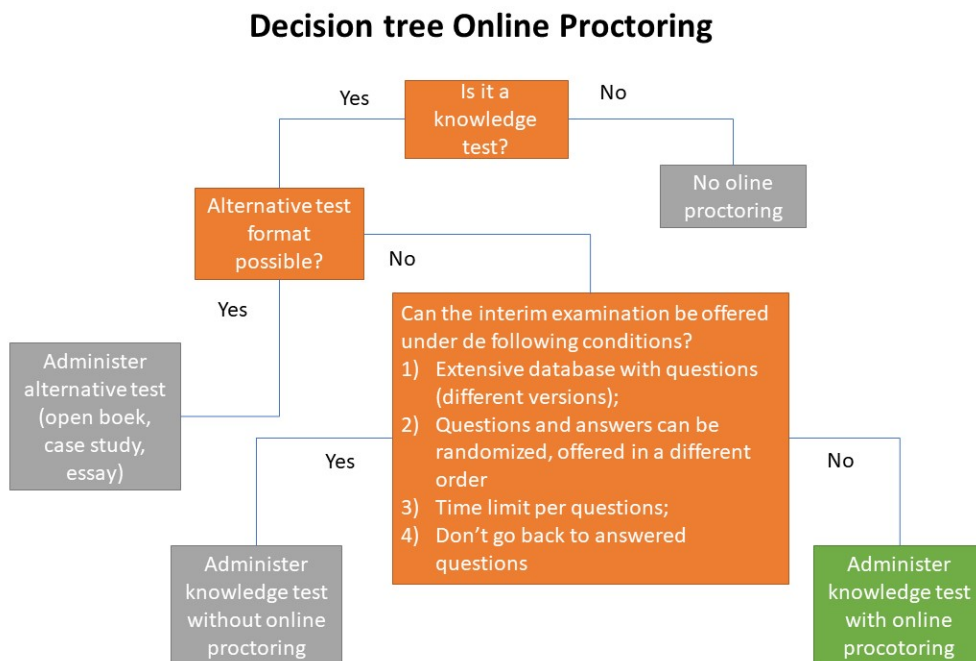 Decision tree Online Proctoring
Yes
Is it a
knowledge
test?
No
No oline
proctoring
Alternative test
format
possible?
No
Yes
Administer
alternative test
(open boek,
case study,
essay)
Can the interim examination be offered
under de following conditions?
1) Extensive database with questions
(different versions);
2) Questions and answers can be
randomized, offered in a different
order
3) Time limit per questions;
4) Don't go back to answered
questions
Yes
No
Administer
knowledge test
without online
proctoring
Administer
knowledge test
with online
procotoring